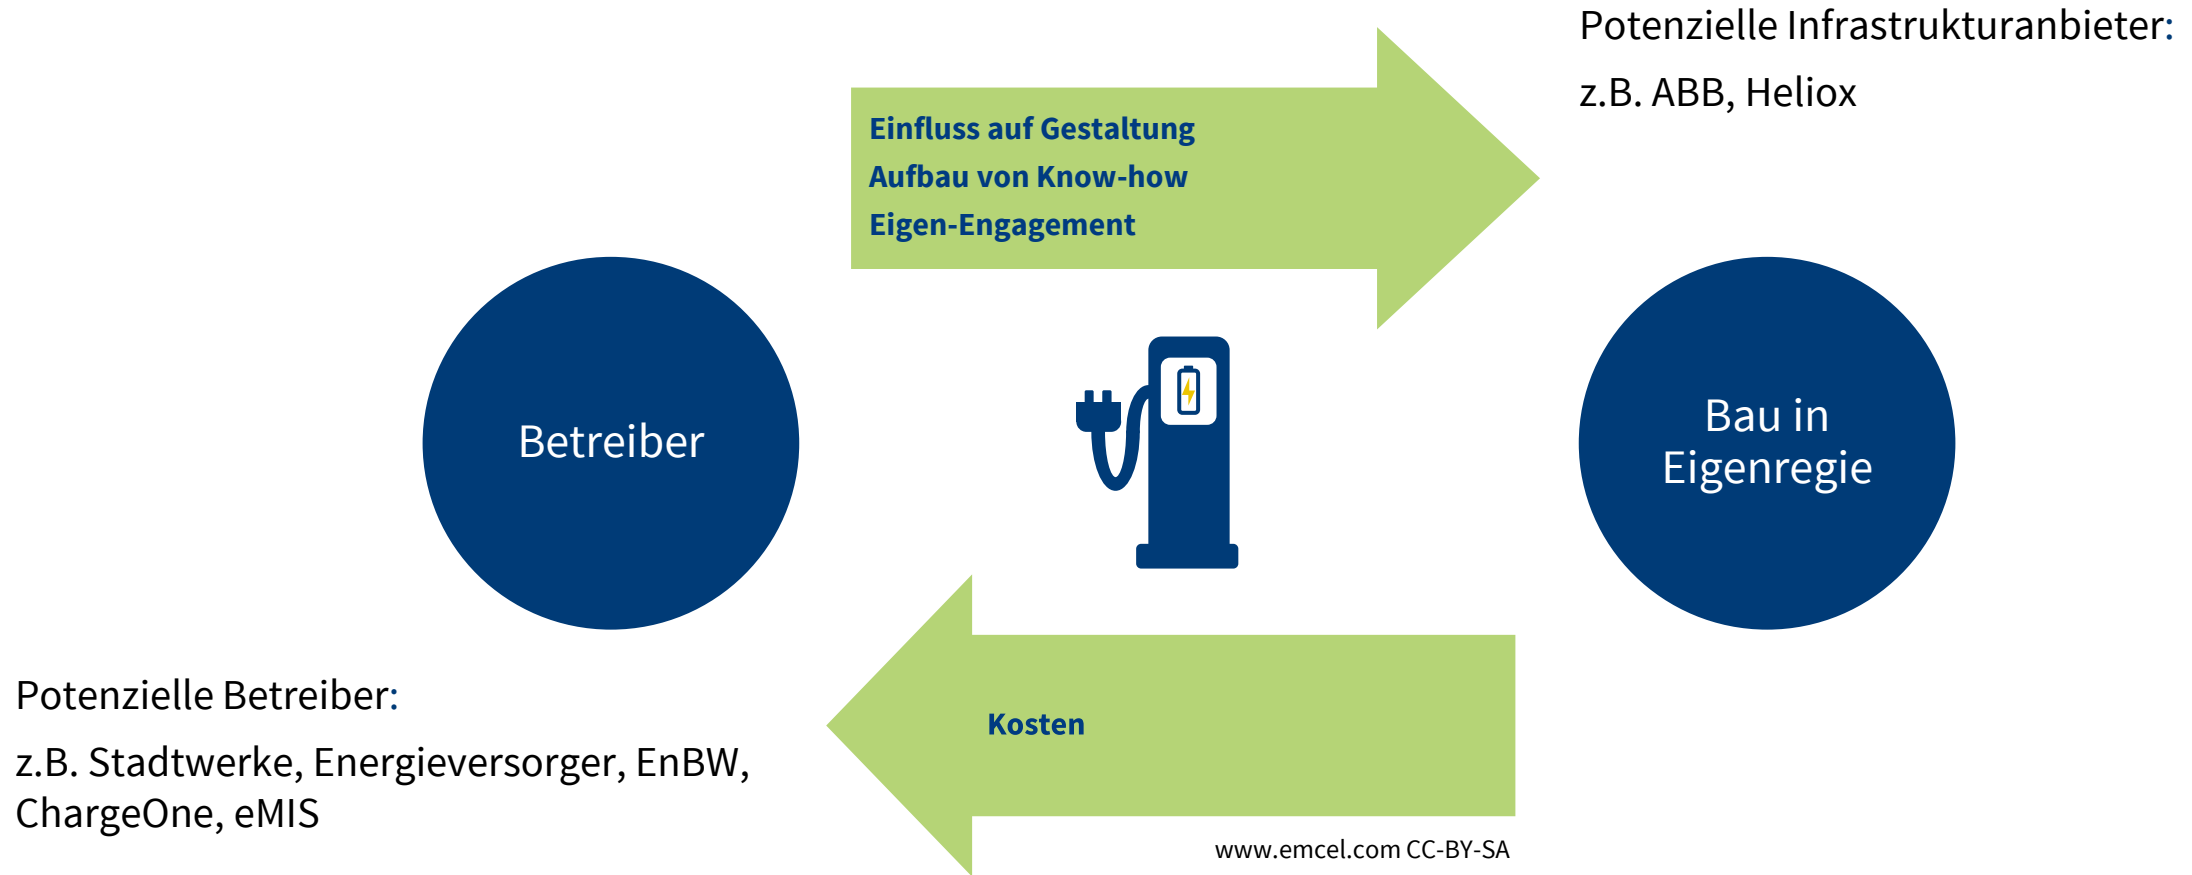 Potenzielle Infrastrukturanbieter:
z.B. ABB, Heliox
Einfluss auf Gestaltung
Aufbau von Know-how
Eigen-Engagement
Betreiber
Bau in
Eigenregie
Kosten
Potenzielle Betreiber:
z.B. Stadtwerke, Energieversorger, EnBW,
ChargeOne, eMIS
www.emcel.com CC-BY-SA